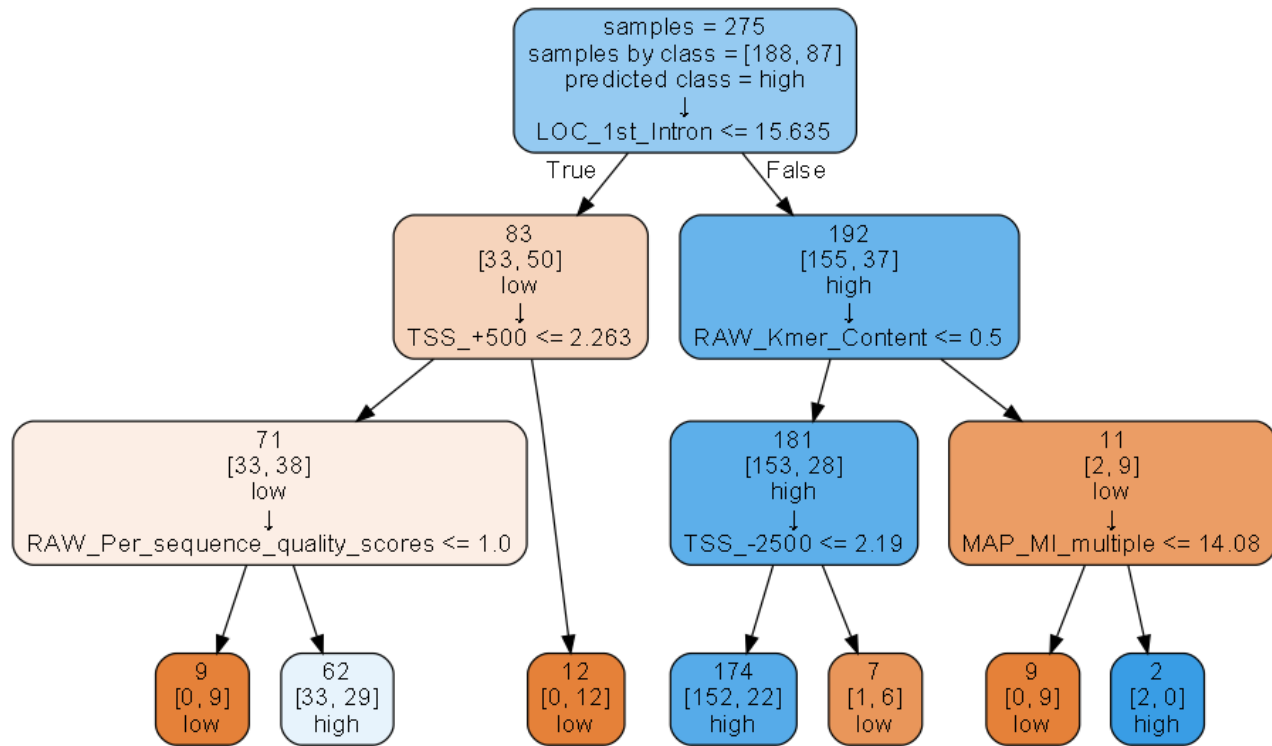 samples = 275
samples by class = [188, 87]
predicted class = high
↓
LOC_1st_Intron <= 15.635
True
False
83
[33, 50]
low
↓
TSS_+500 <= 2.263
192
[155, 37]
high
↓
RAW_Kmer_Content <= 0.5
71
[33, 38]
low
↓
RAW_Per_sequence_quality_scores <= 1.0
181
[153, 28]
high
↓
TSS_-2500 <= 2.19
11
[2, 9]
low
↓
MAP_MI_multiple <= 14.08
9
[0, 9]
low
62
[33, 29]
high
12
[0, 12]
low
174
[152, 22]
high
7
[1, 6]
low
9
[0, 9]
low
2
[2, 0]
high